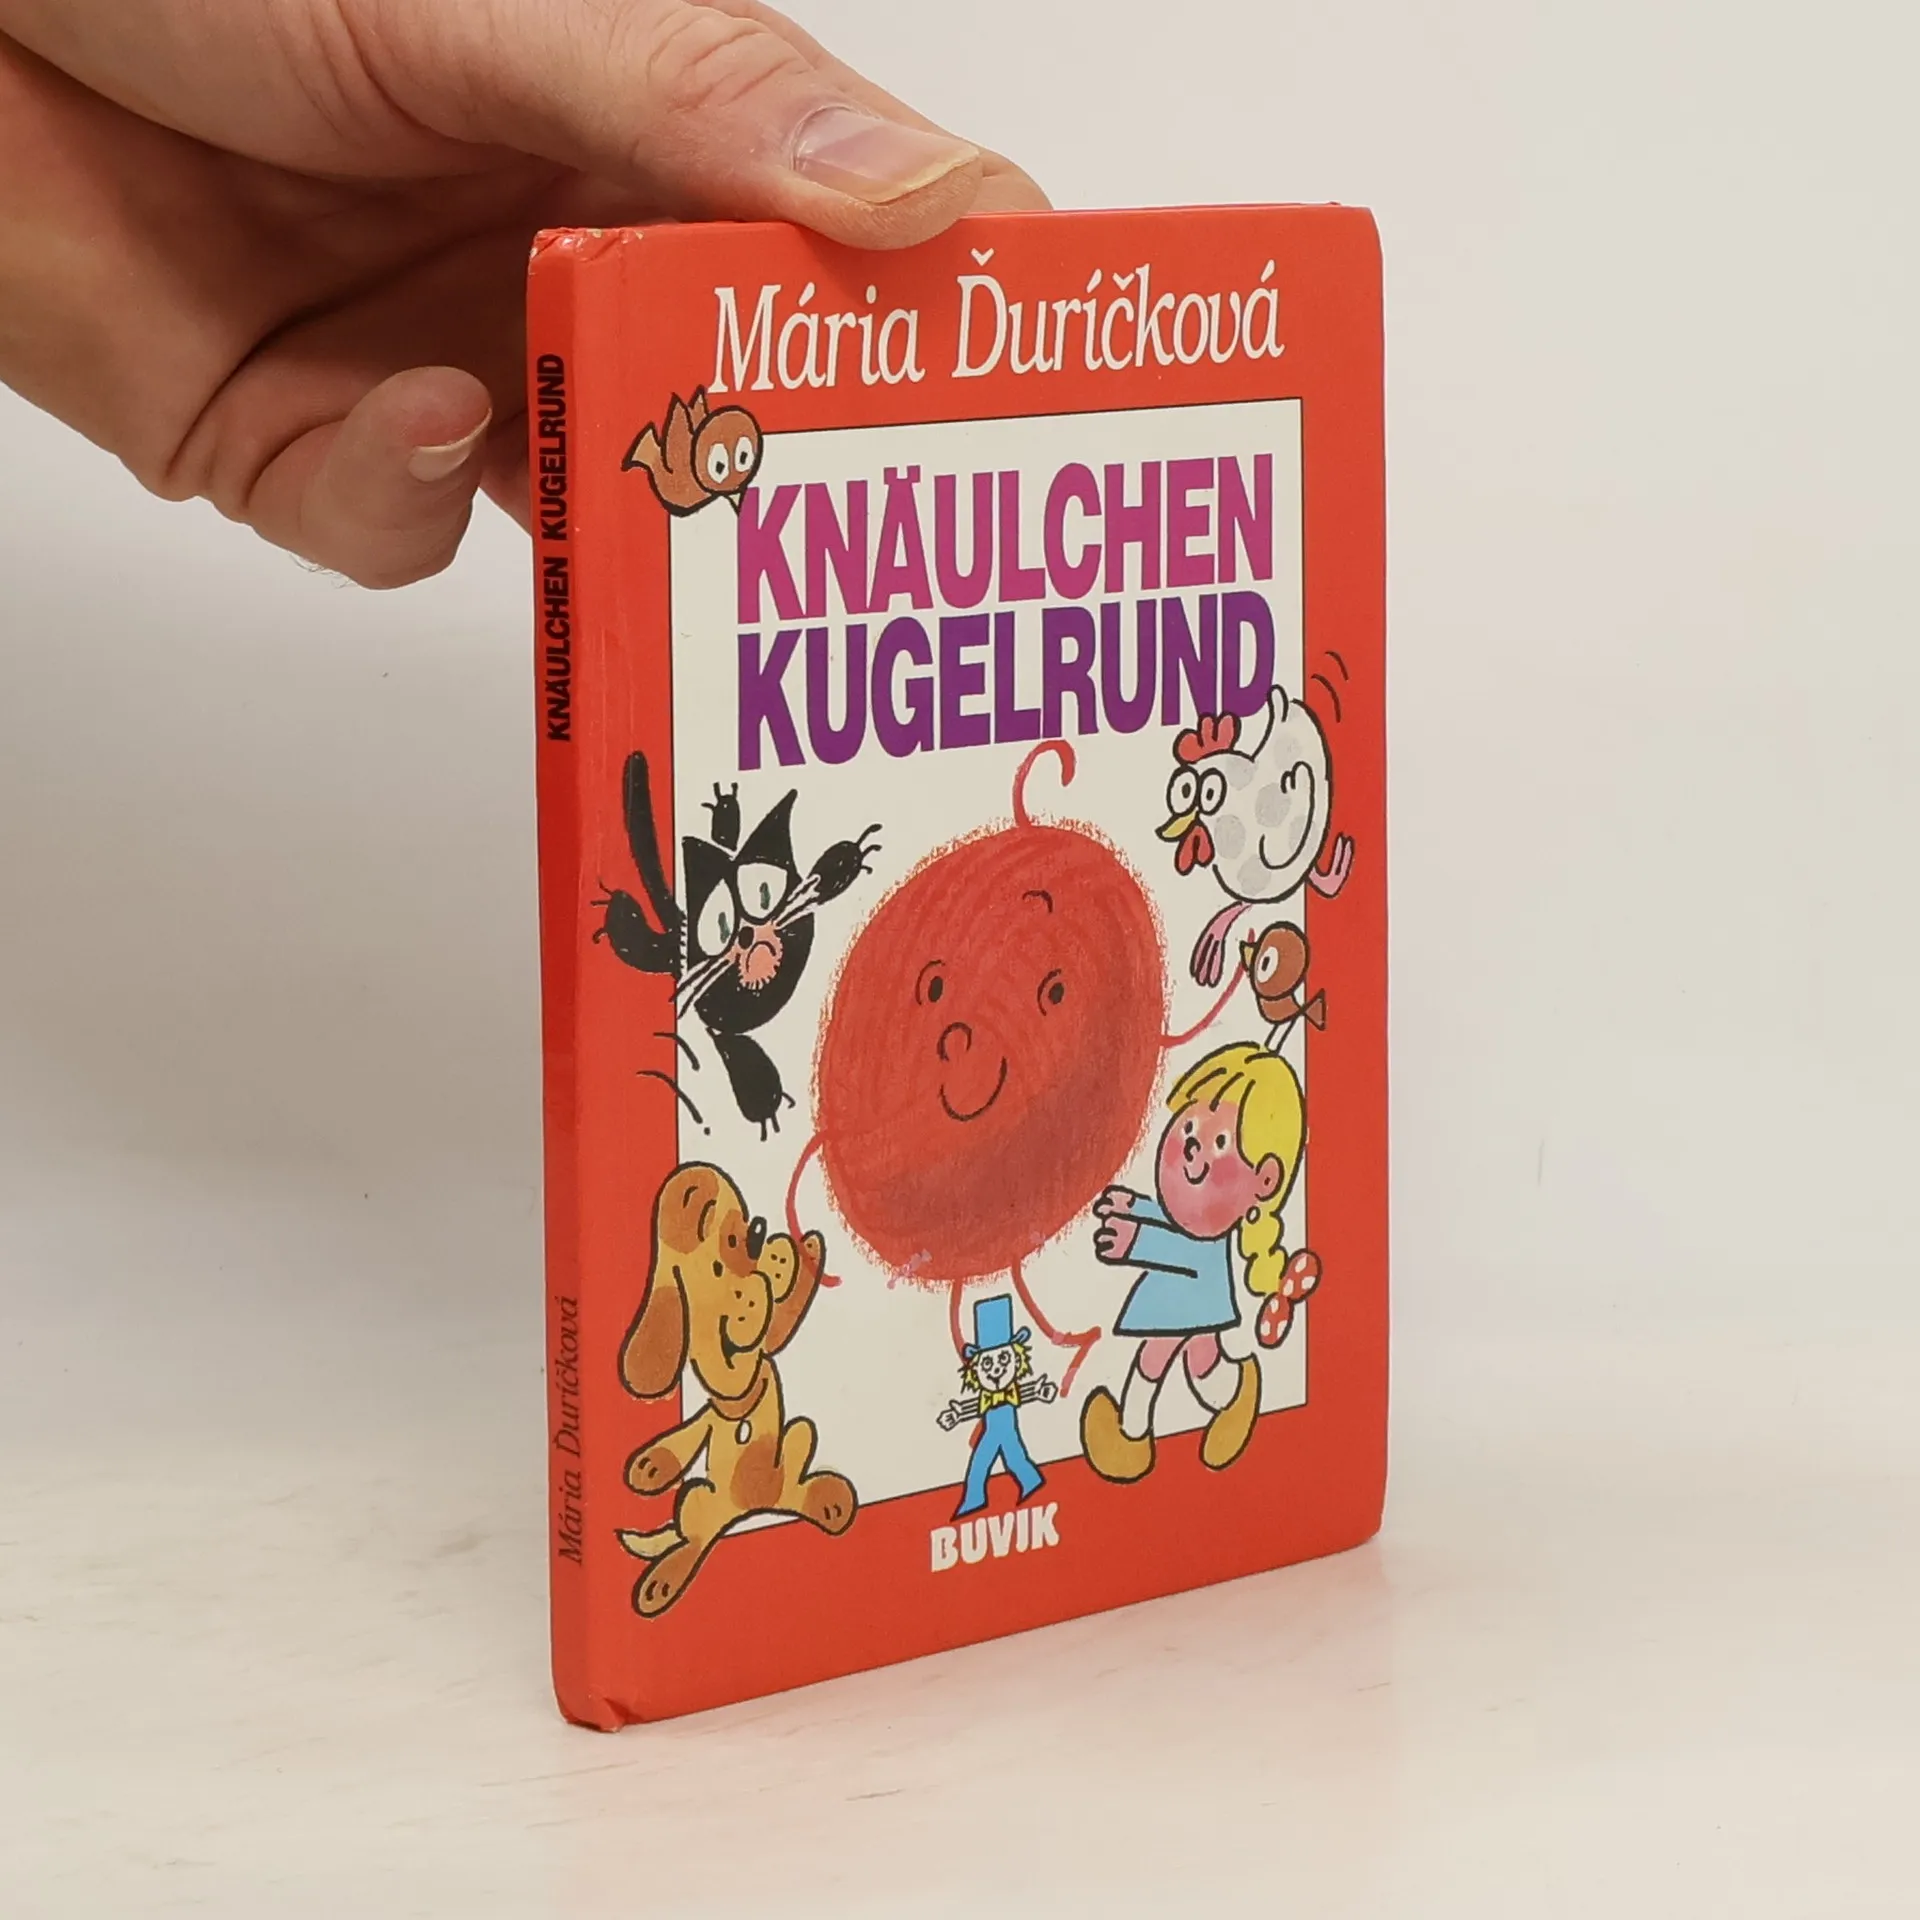 Mária Ďuríčková
KNÄULCHEN
KUGELRUND
BUVIK
KNÄULCHEN KUGELRUND
Mária Ďuríčková